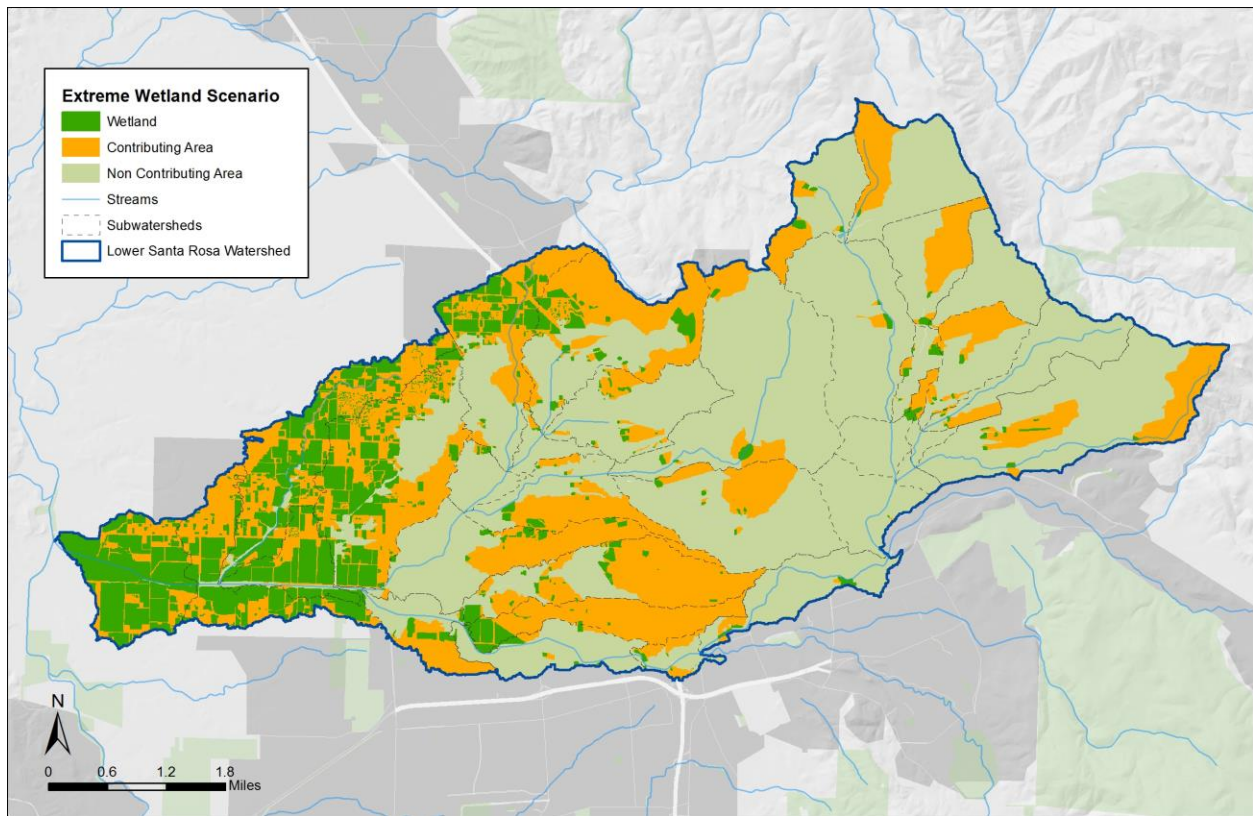 Extreme Wetland Scenario
Wetland
Contributing Area
Non Contributing Area
Streams
Subwatersheds
Lower Santa Rosa Watershed
N
0 0.6 1.2 1.8
Miles